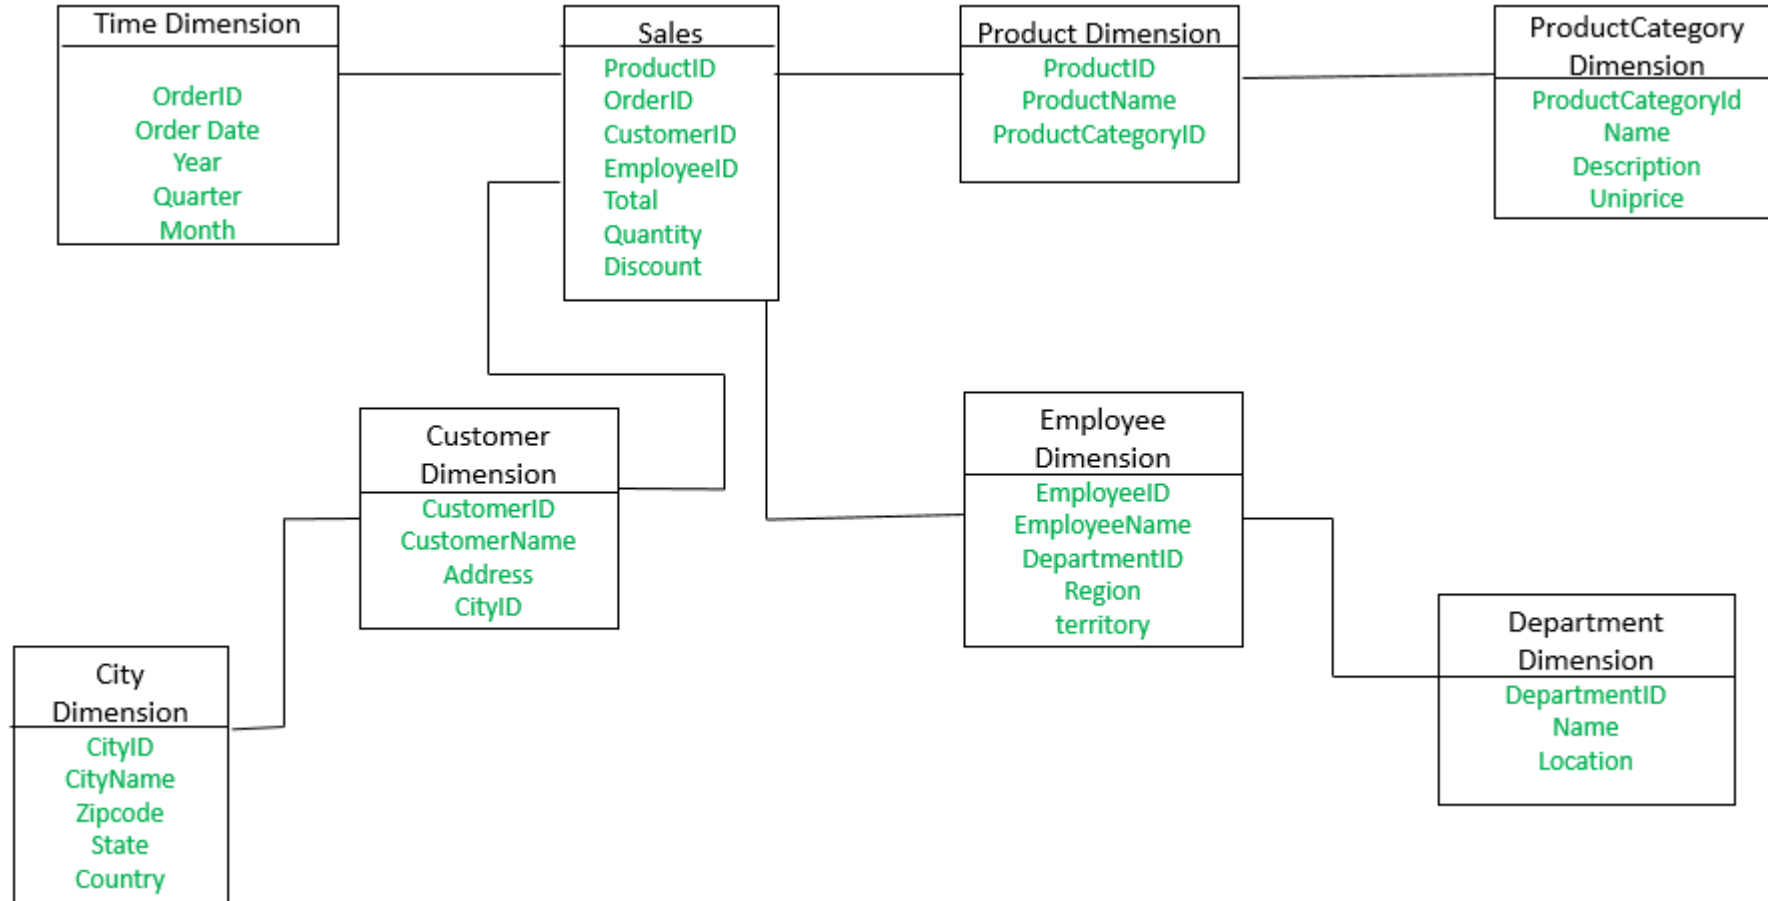 Time Dimension
OrderID
Order Date
Year
Quarter
Month
Sales
ProductID
OrderID
CustomerID
EmployeeID
Total
Quantity
Discount
Product Dimension
ProductID
ProductName
ProductCategoryID
ProductCategory
Dimension
ProductCategoryId
Name
Description
Uniprice
Customer
Dimension
CustomerID
CustomerName
Address
CityID
Employee
Dimension
EmployeeID
EmployeeName
DepartmentID
Region
territory
City
Dimension
CityID
CityName
Zipcode
State
Country
Department
Dimension
DepartmentID
Name
Location